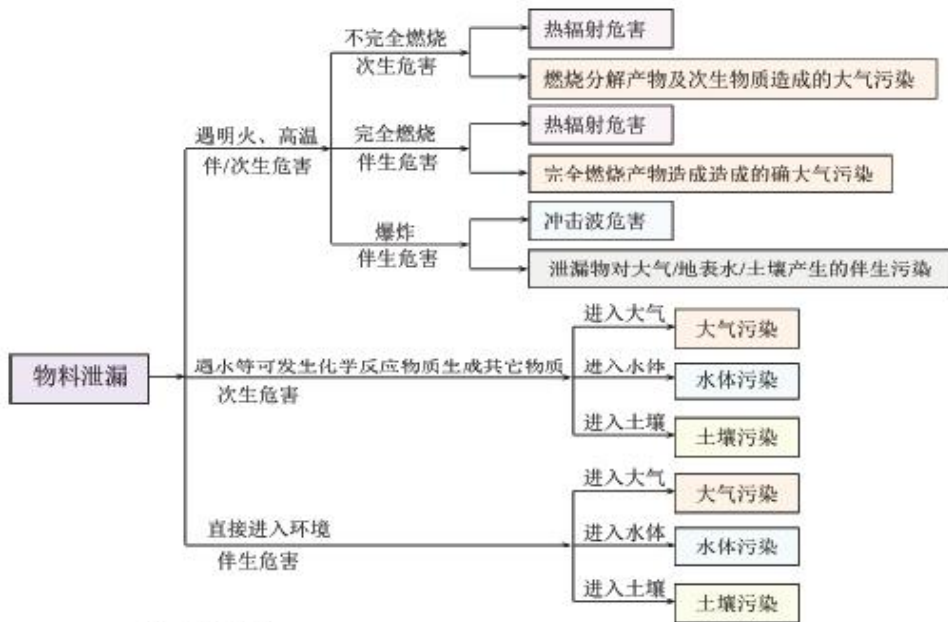 不完全燃烧
次生危害
热辐射危害
燃烧分解产物及次生物质造成的大气污染
遇明火、高温
伴/次生危害
完全燃烧
伴生危害
热辐射危害
完全燃烧产物造成造成的确大气污染
爆炸
伴生危害
冲击波危害
泄漏物对大气/地表水/土壤产生的伴生污染
物料泄漏
遇水等可发生化学反应物质生成其它物质
次生危害
进入大气
大气污染
进入水体
水体污染
进入土壤
土壤污染
直接进入环境
伴生危害
进入大气
大气污染
进入水体
水体污染
进入土壤
土壤污染